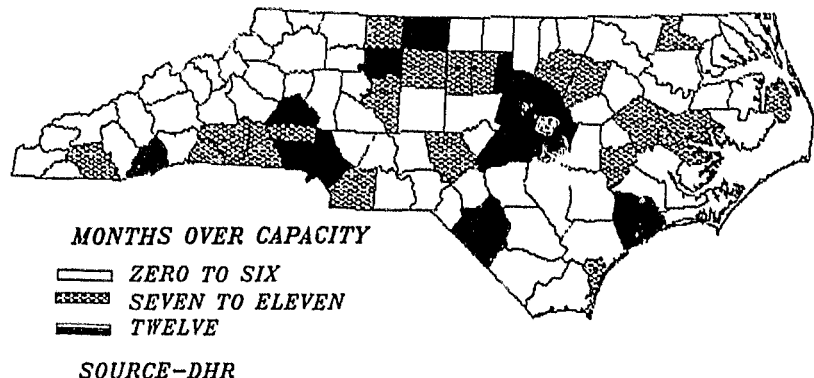 MONTHS OVER CAPACITY
ZERO TO SIX
SEVEN TO ELEVEN
TWELVE
SOURCE-DHR